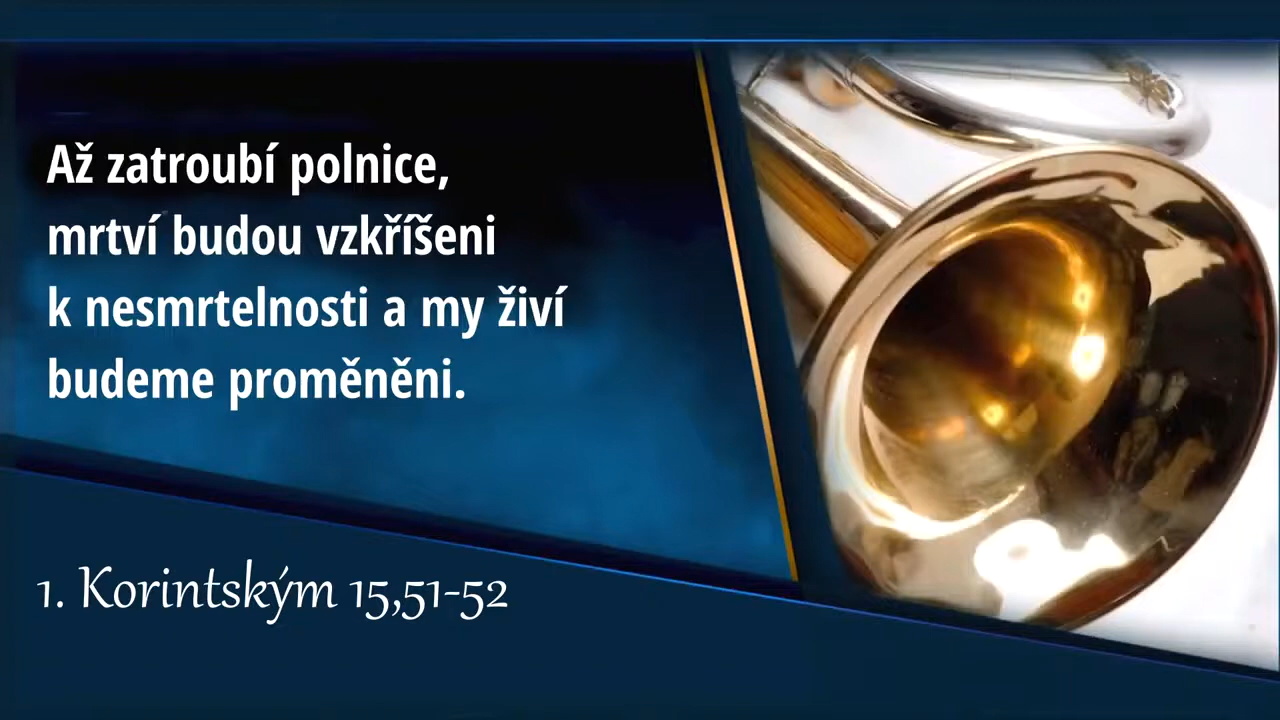 Až zatroubí polnice,
mrtví budou vzkříšeni
k nesmrtelnosti a my živí
budeme proměněni.
1. Korintským 15,51-52